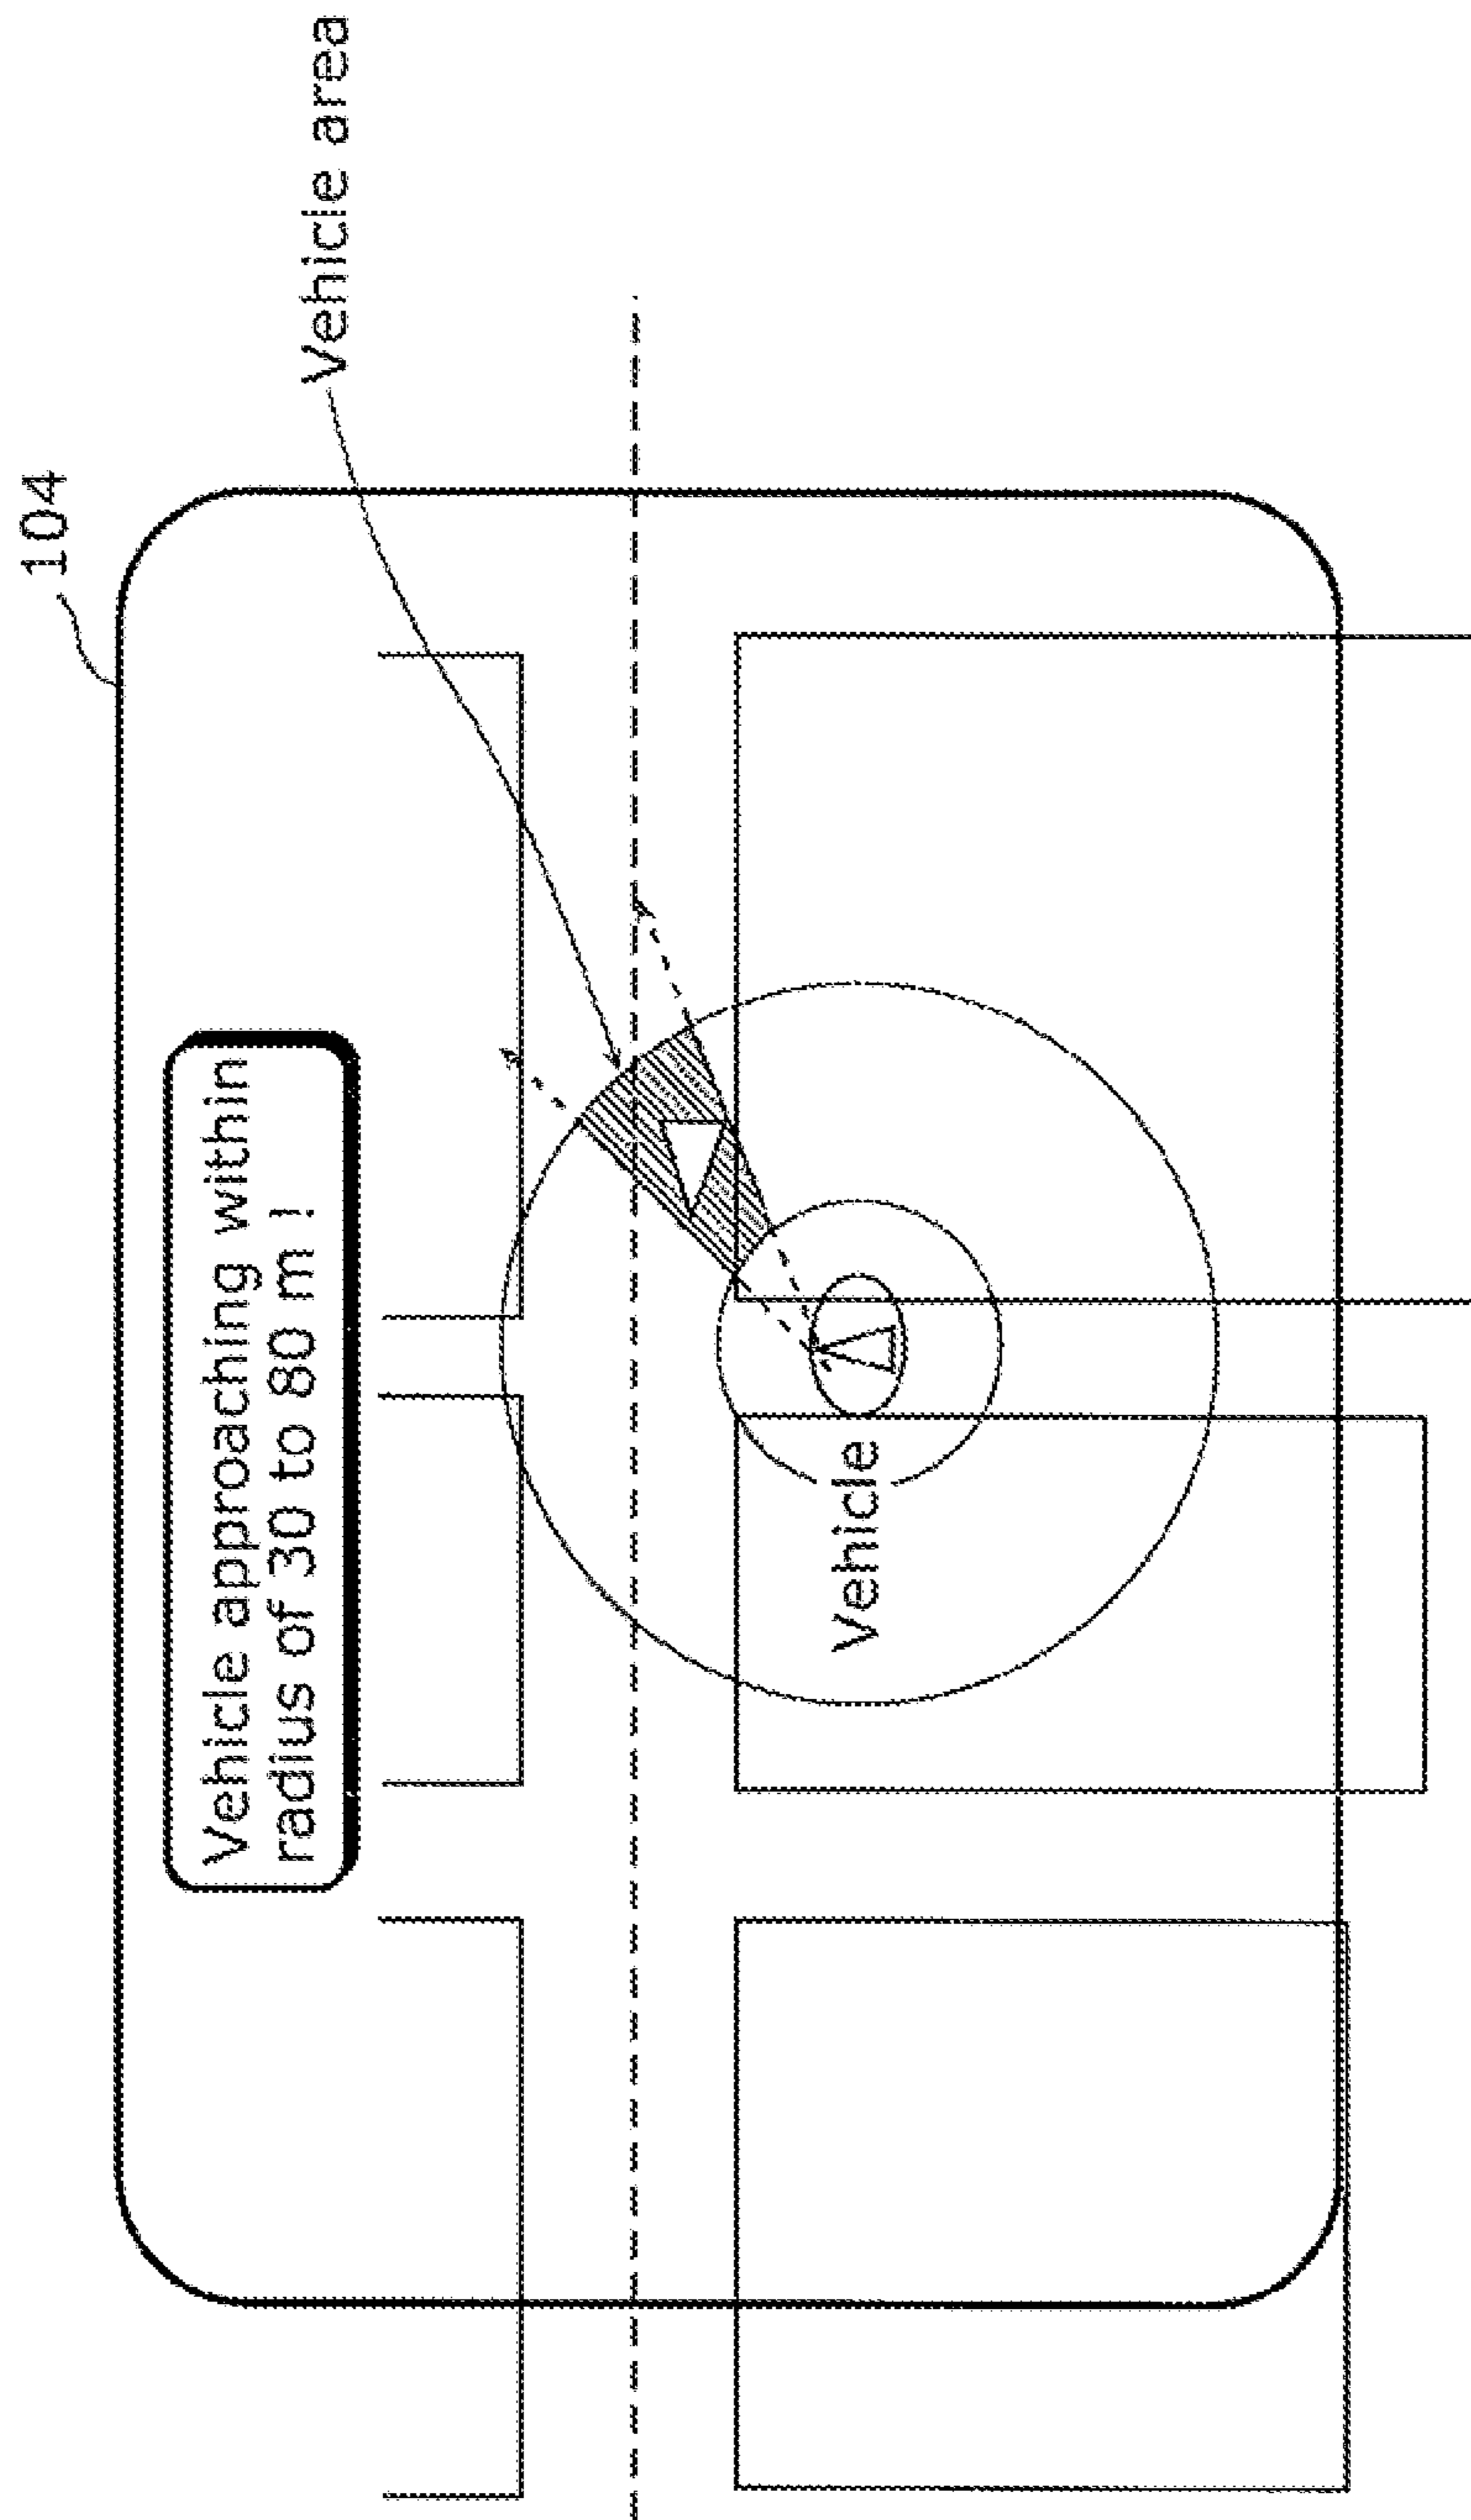 104
Vehicle area
Vehicle approaching within
radius of 30 to 80 m !
Vehicle